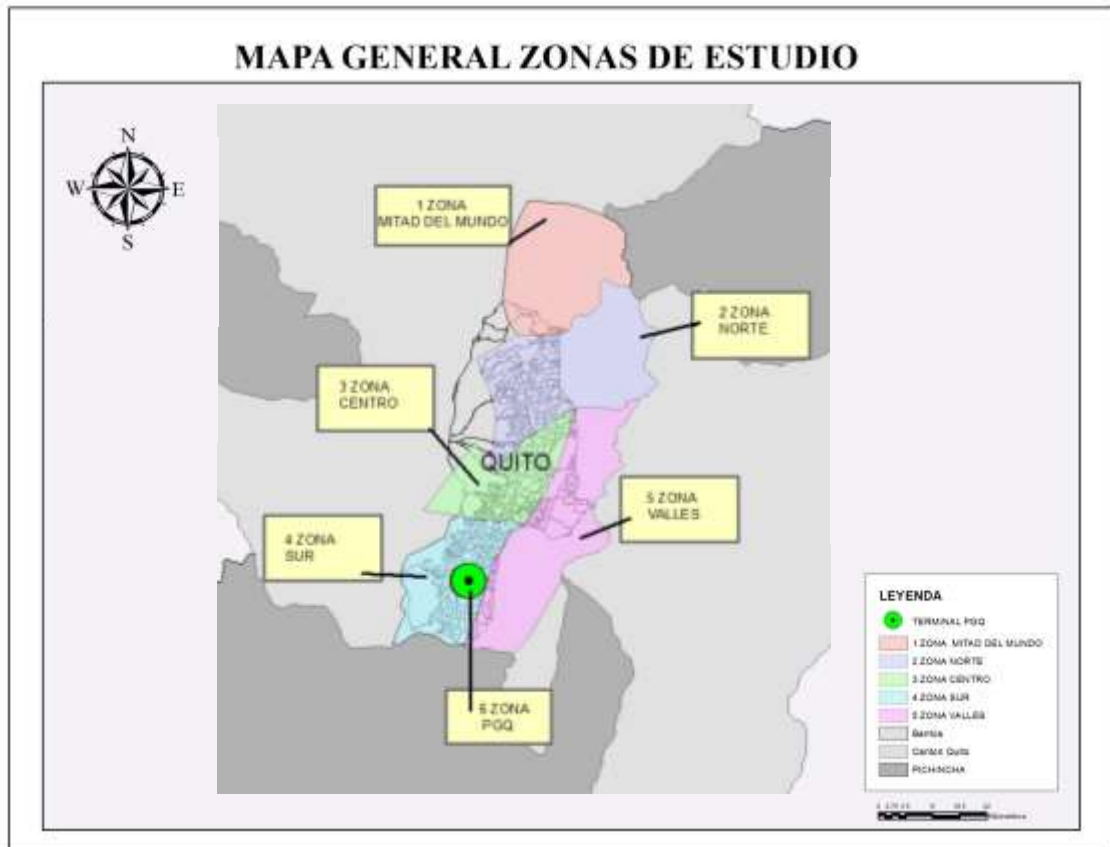 MAPA GENERAL ZONAS DE ESTUDIO
N
W
E
S
1 ZONA
MITAD DEL MUNDO
2 ZONA
NORTE
3 ZONA
CENTRO
QUITO
5 ZONA
VALLES
4 ZONA
SUR
6 ZONA
PGQ
LEYENDA
TERMINAL PGQ
1 ZONA MITAD DEL MUNDO
2 ZONA NORTE
3 ZONA CENTRO
4 ZONA SUR
5 ZONA VALLES
Barrios
Canton Quito
PICHINCHA